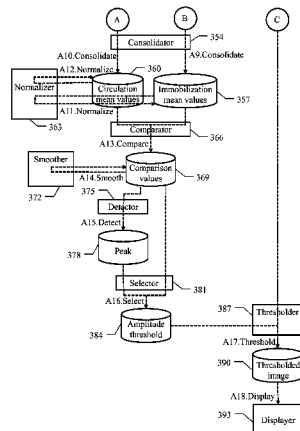 A
B
C
Consolidator
354
A10.Consolidate
A9.Consolidate
A12.Normalize
360
Normalizer
Circulation
mean values
Immobilization
mean values
357
363
A11.Normalize
Comparator
366
A13.Compare
Smoother
Comparison
values
369
A14.Smooth
372
375
Detector
A15.Detect
Peak
378
Selector
381
A16.Select
387
Thresholder
384
Amplitude
threshold
A17.Threshold
390
Thresholded
image
A18.Display
393
Displayer